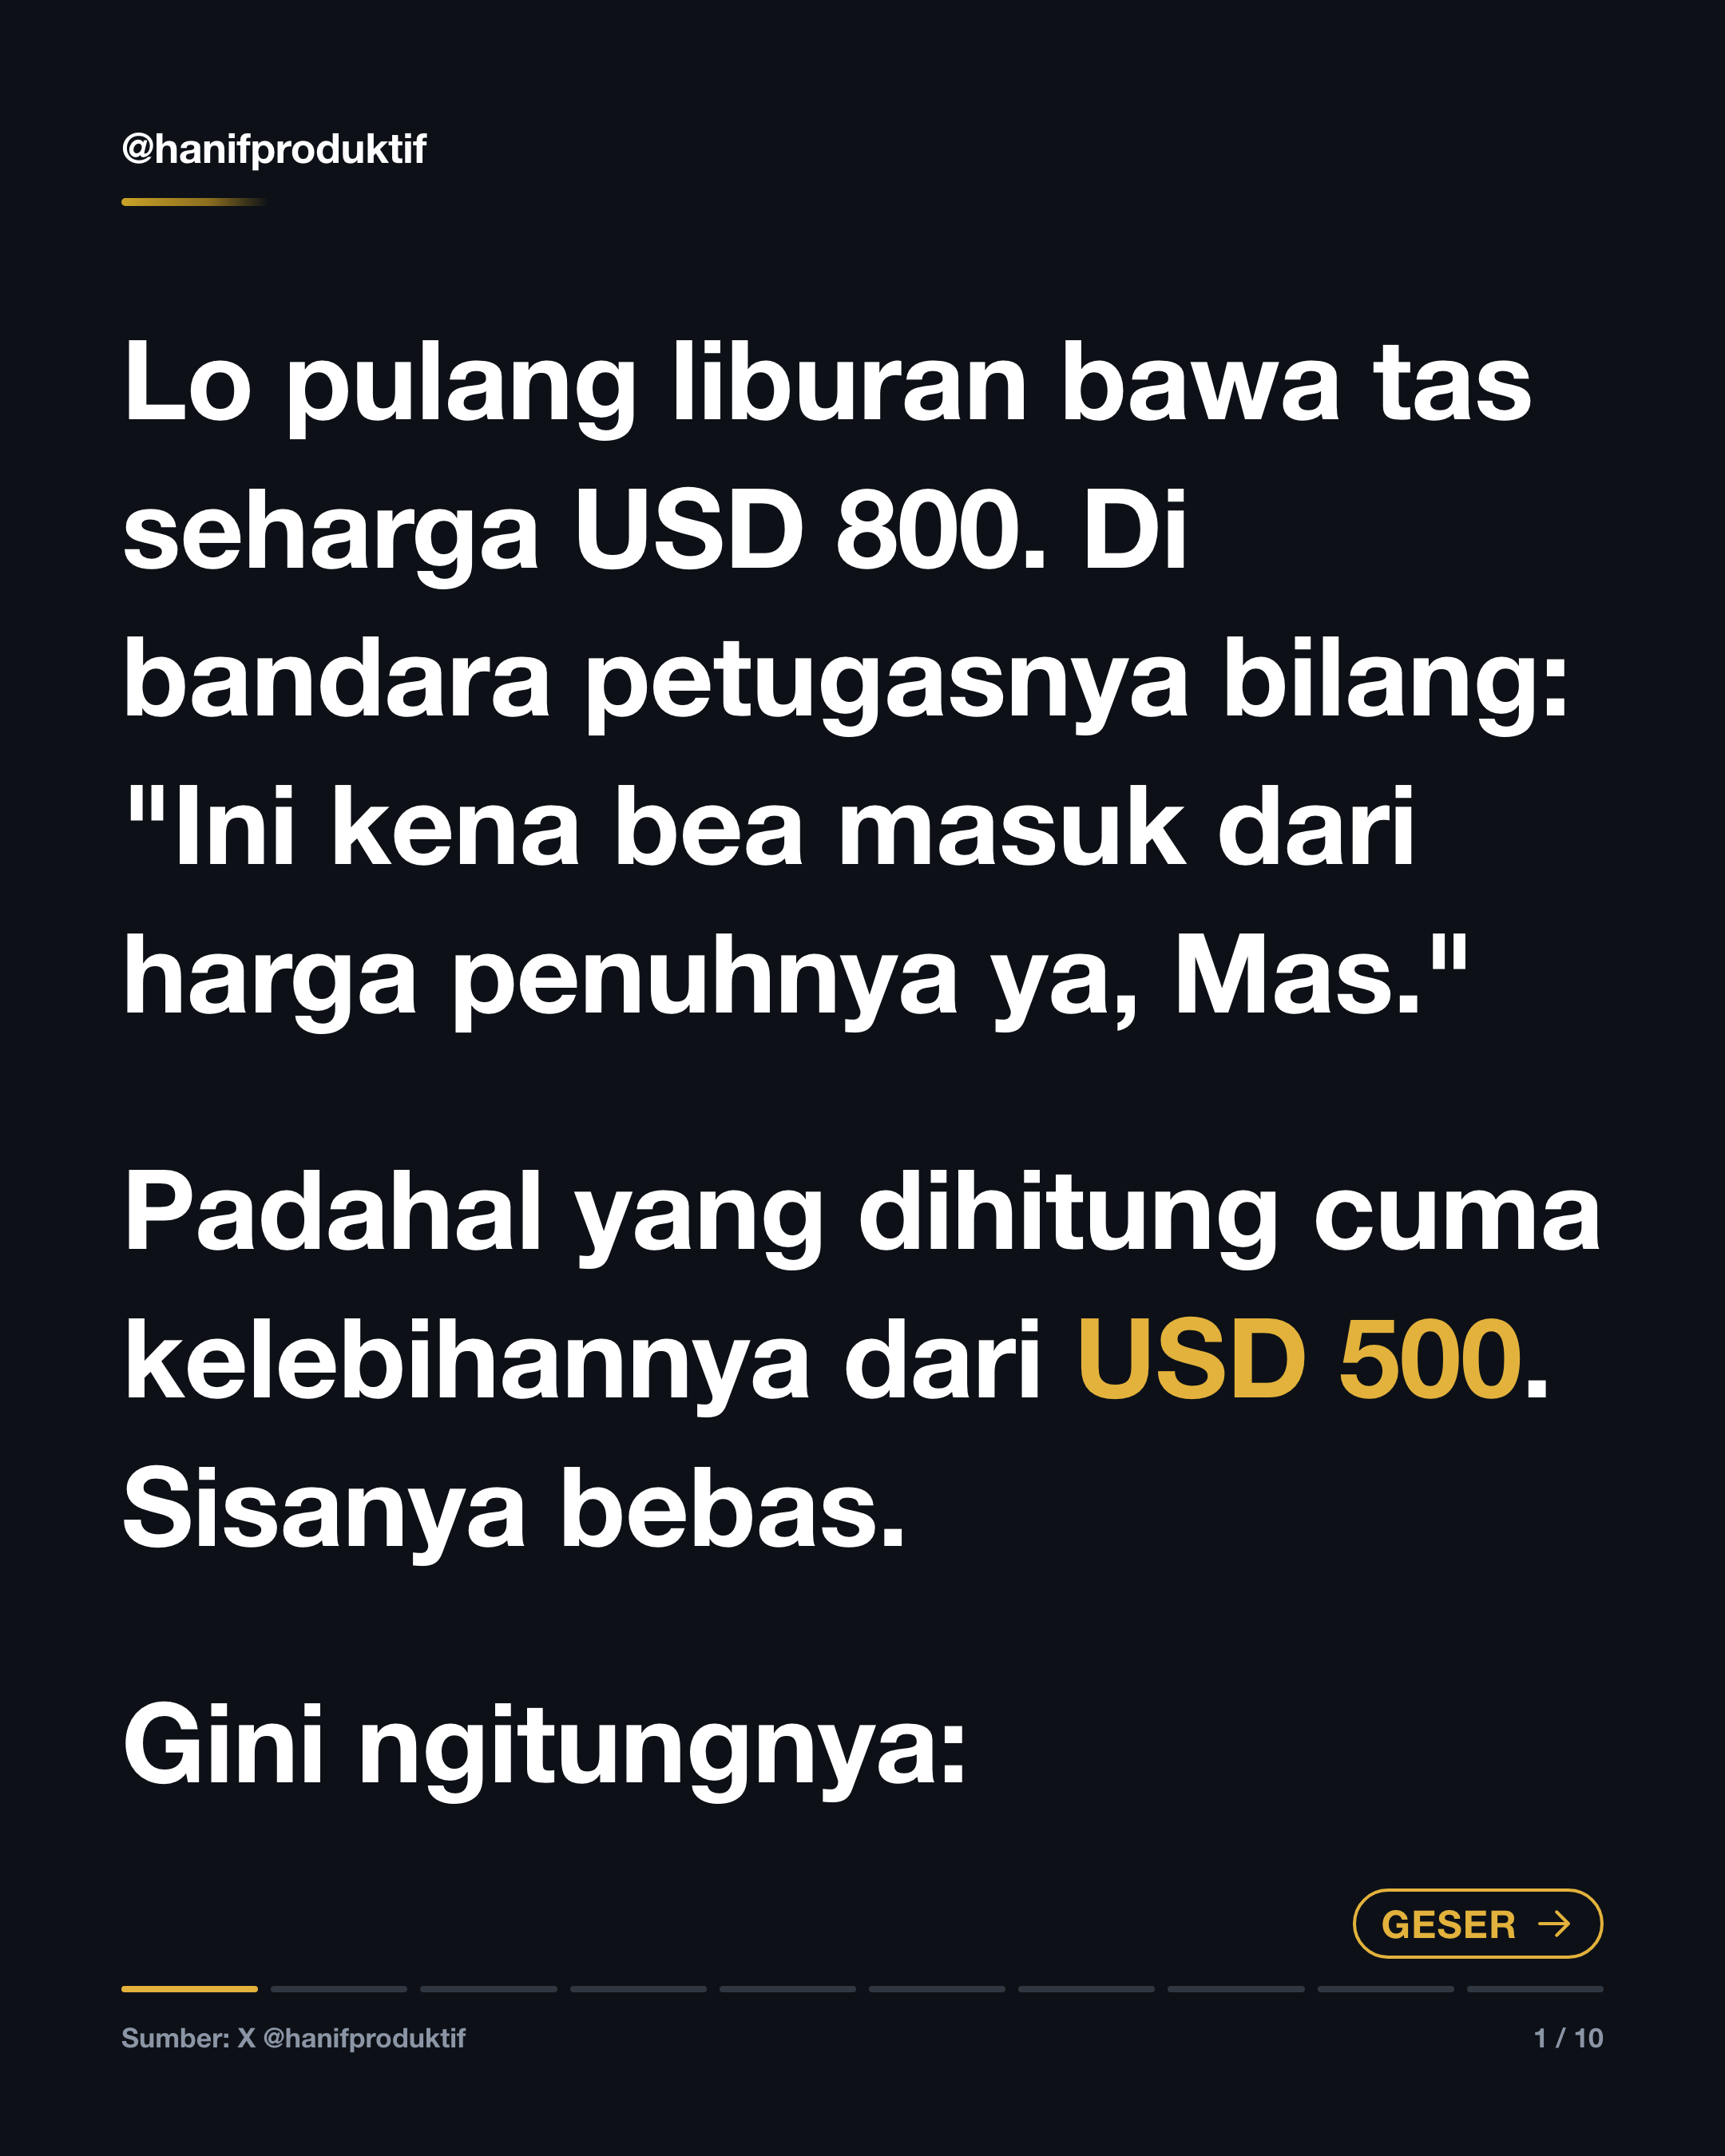 @hanifproduktif
Lo pulang liburan bawa tas
seharga USD 800. Di
bandara petugasnya bilang:
"Ini kena bea masuk dari
harga penuhnya ya, Mas."
Padahal yang dihitung cuma
kelebihannya dari USD 500.
Sisanya bebas.
Gini ngitungnya:
GESER →
Sumber: X @hanifproduktif
1 / 10